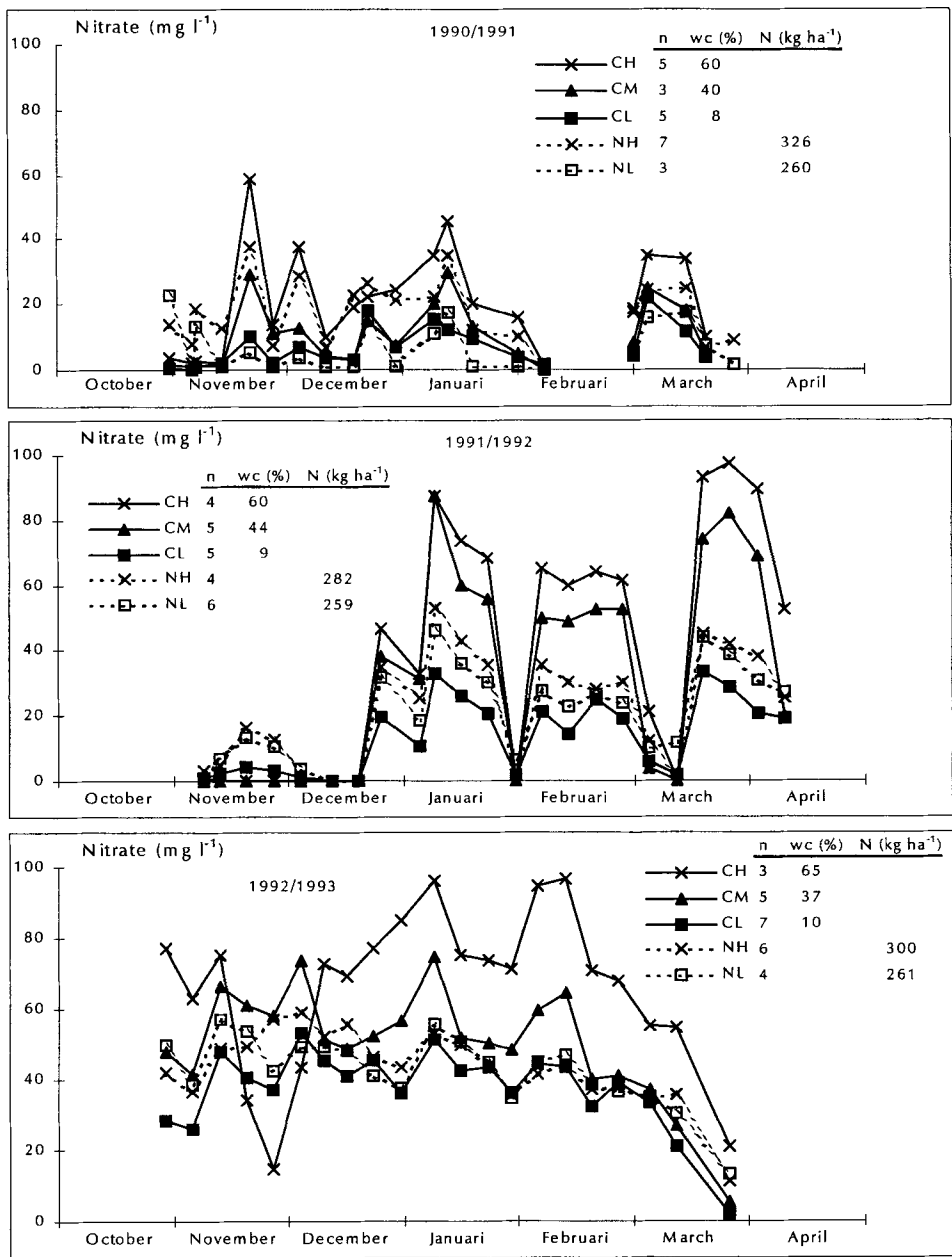 Nitrate (mg l⁻¹)
1990/1991
n wc (%) N (kg ha⁻¹)
CH 5 60
CM 3 40
CL 5 8
NH 7 326
NL 3 260
100
80
60
40
20
0
October November December Januari Februari March April
Nitrate (mg l⁻¹)
1991/1992
n wc (%) N (kg ha⁻¹)
CH 4 60
CM 5 44
CL 5 9
NH 4 282
NL 6 259
100
80
60
40
20
0
October November December Januari Februari March April
Nitrate (mg l⁻¹)
1992/1993
n wc (%) N (kg ha⁻¹)
CH 3 65
CM 5 37
CL 7 10
NH 6 300
NL 4 261
100
80
60
40
20
0
October November December Januari Februari March April